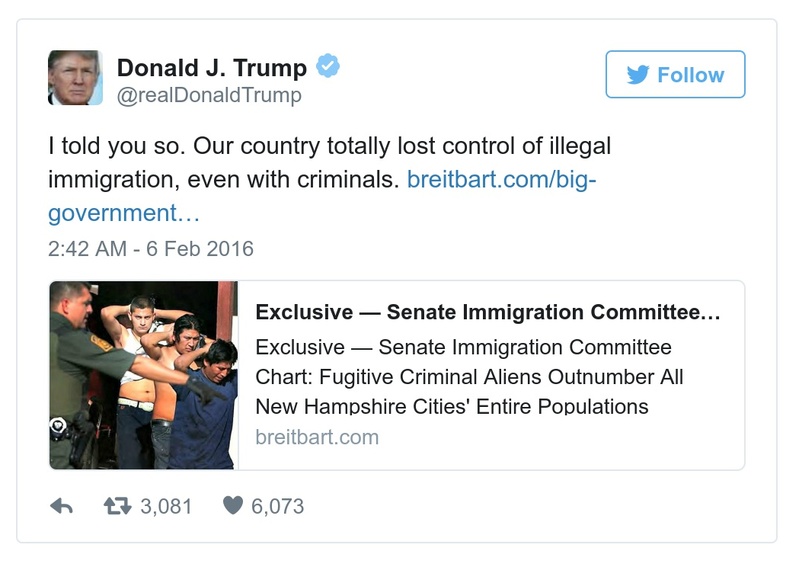 Donald J. Trump
@realDonaldTrump
Follow
I told you so. Our country totally lost control of illegal
immigration, even with criminals. breitbart.com/big-
government…
2:42 AM - 6 Feb 2016
Exclusive — Senate Immigration Committee…
Exclusive — Senate Immigration Committee
Chart: Fugitive Criminal Aliens Outnumber All
New Hampshire Cities' Entire Populations
breitbart.com
3,081 6,073